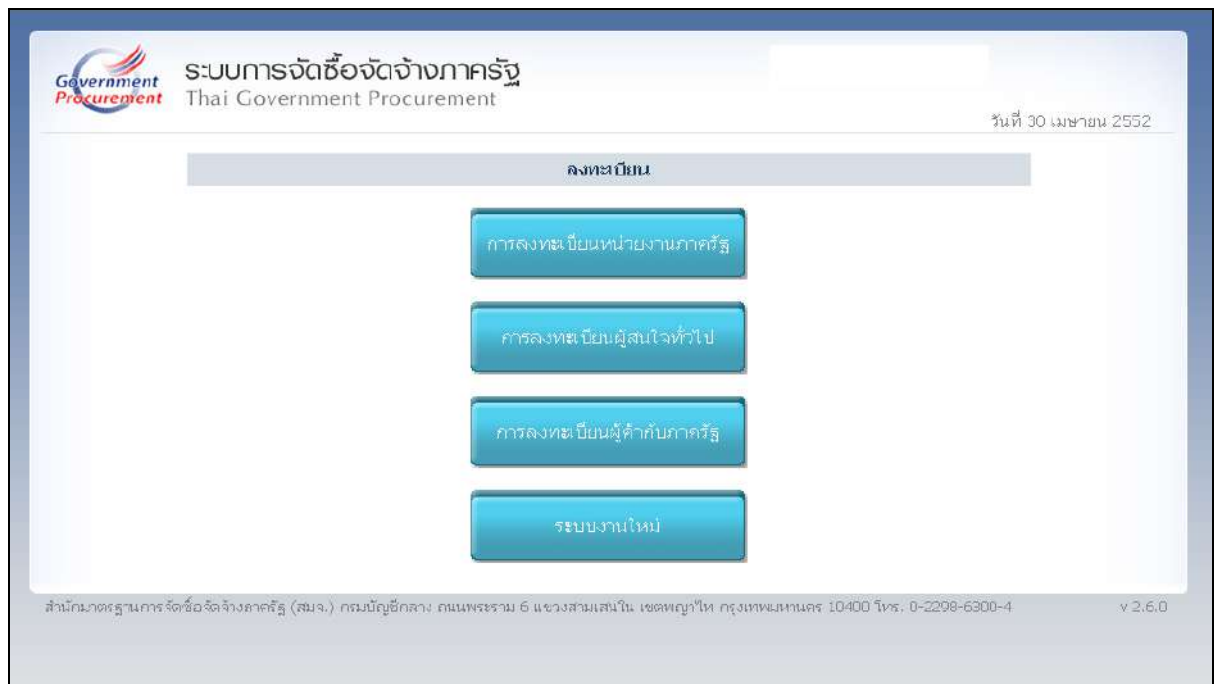 Government
Procurement
ระบบการจัดซื้อจัดจ้างภาครัฐ
Thai Government Procurement
วันที่ 30 เมษายน 2552
ลงทะเบียน
การลงทะเบียนหน่วยงานภาครัฐ
การลงทะเบียนผู้สนใจทั่วไป
การลงทะเบียนผู้ค้ากับภาครัฐ
ระบบงานใหม่
สำนักมาตรฐานการจัดซื้อจัดจ้างภาครัฐ (สมจ.) กรมบัญชีกลาง ถนนพระราม 6 แขวงสามเสนใน เขตพญาไท กรุงเทพมหานคร 10400 โทร. 0-2298-6300-4
v 2.6.0